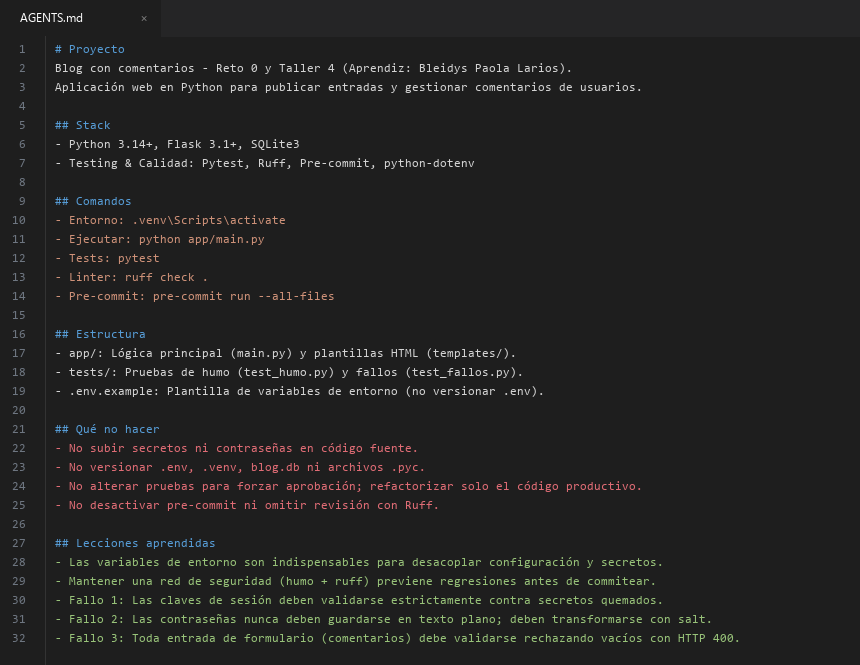 AGENTS.md ×
1 # Proyecto
2 Blog con comentarios - Reto 0 y Taller 4 (Aprendiz: Bleidys Paola Larios).
3 Aplicación web en Python para publicar entradas y gestionar comentarios de usuarios.
4
5 ## Stack
6 - Python 3.14+, Flask 3.1+, SQLite3
7 - Testing & Calidad: Pytest, Ruff, Pre-commit, python-dotenv
8
9 ## Comandos
10 - Entorno: .venv\Scripts\activate
11 - Ejecutar: python app/main.py
12 - Tests: pytest
13 - Linter: ruff check .
14 - Pre-commit: pre-commit run --all-files
15
16 ## Estructura
17 - app/: Lógica principal (main.py) y plantillas HTML (templates/).
18 - tests/: Pruebas de humo (test_humo.py) y fallos (test_fallos.py).
19 - .env.example: Plantilla de variables de entorno (no versionar .env).
20
21 ## Qué no hacer
22 - No subir secretos ni contraseñas en código fuente.
23 - No versionar .env, .venv, blog.db ni archivos .pyc.
24 - No alterar pruebas para forzar aprobación; refactorizar solo el código productivo.
25 - No desactivar pre-commit ni omitir revisión con Ruff.
26
27 ## Lecciones aprendidas
28 - Las variables de entorno son indispensables para desacoplar configuración y secretos.
29 - Mantener una red de seguridad (humo + ruff) previene regresiones antes de commitear.
30 - Fallo 1: Las claves de sesión deben validarse estrictamente contra secretos quemados.
31 - Fallo 2: Las contraseñas nunca deben guardarse en texto plano; deben transformarse con salt.
32 - Fallo 3: Toda entrada de formulario (comentarios) debe validarse rechazando vacíos con HTTP 400.